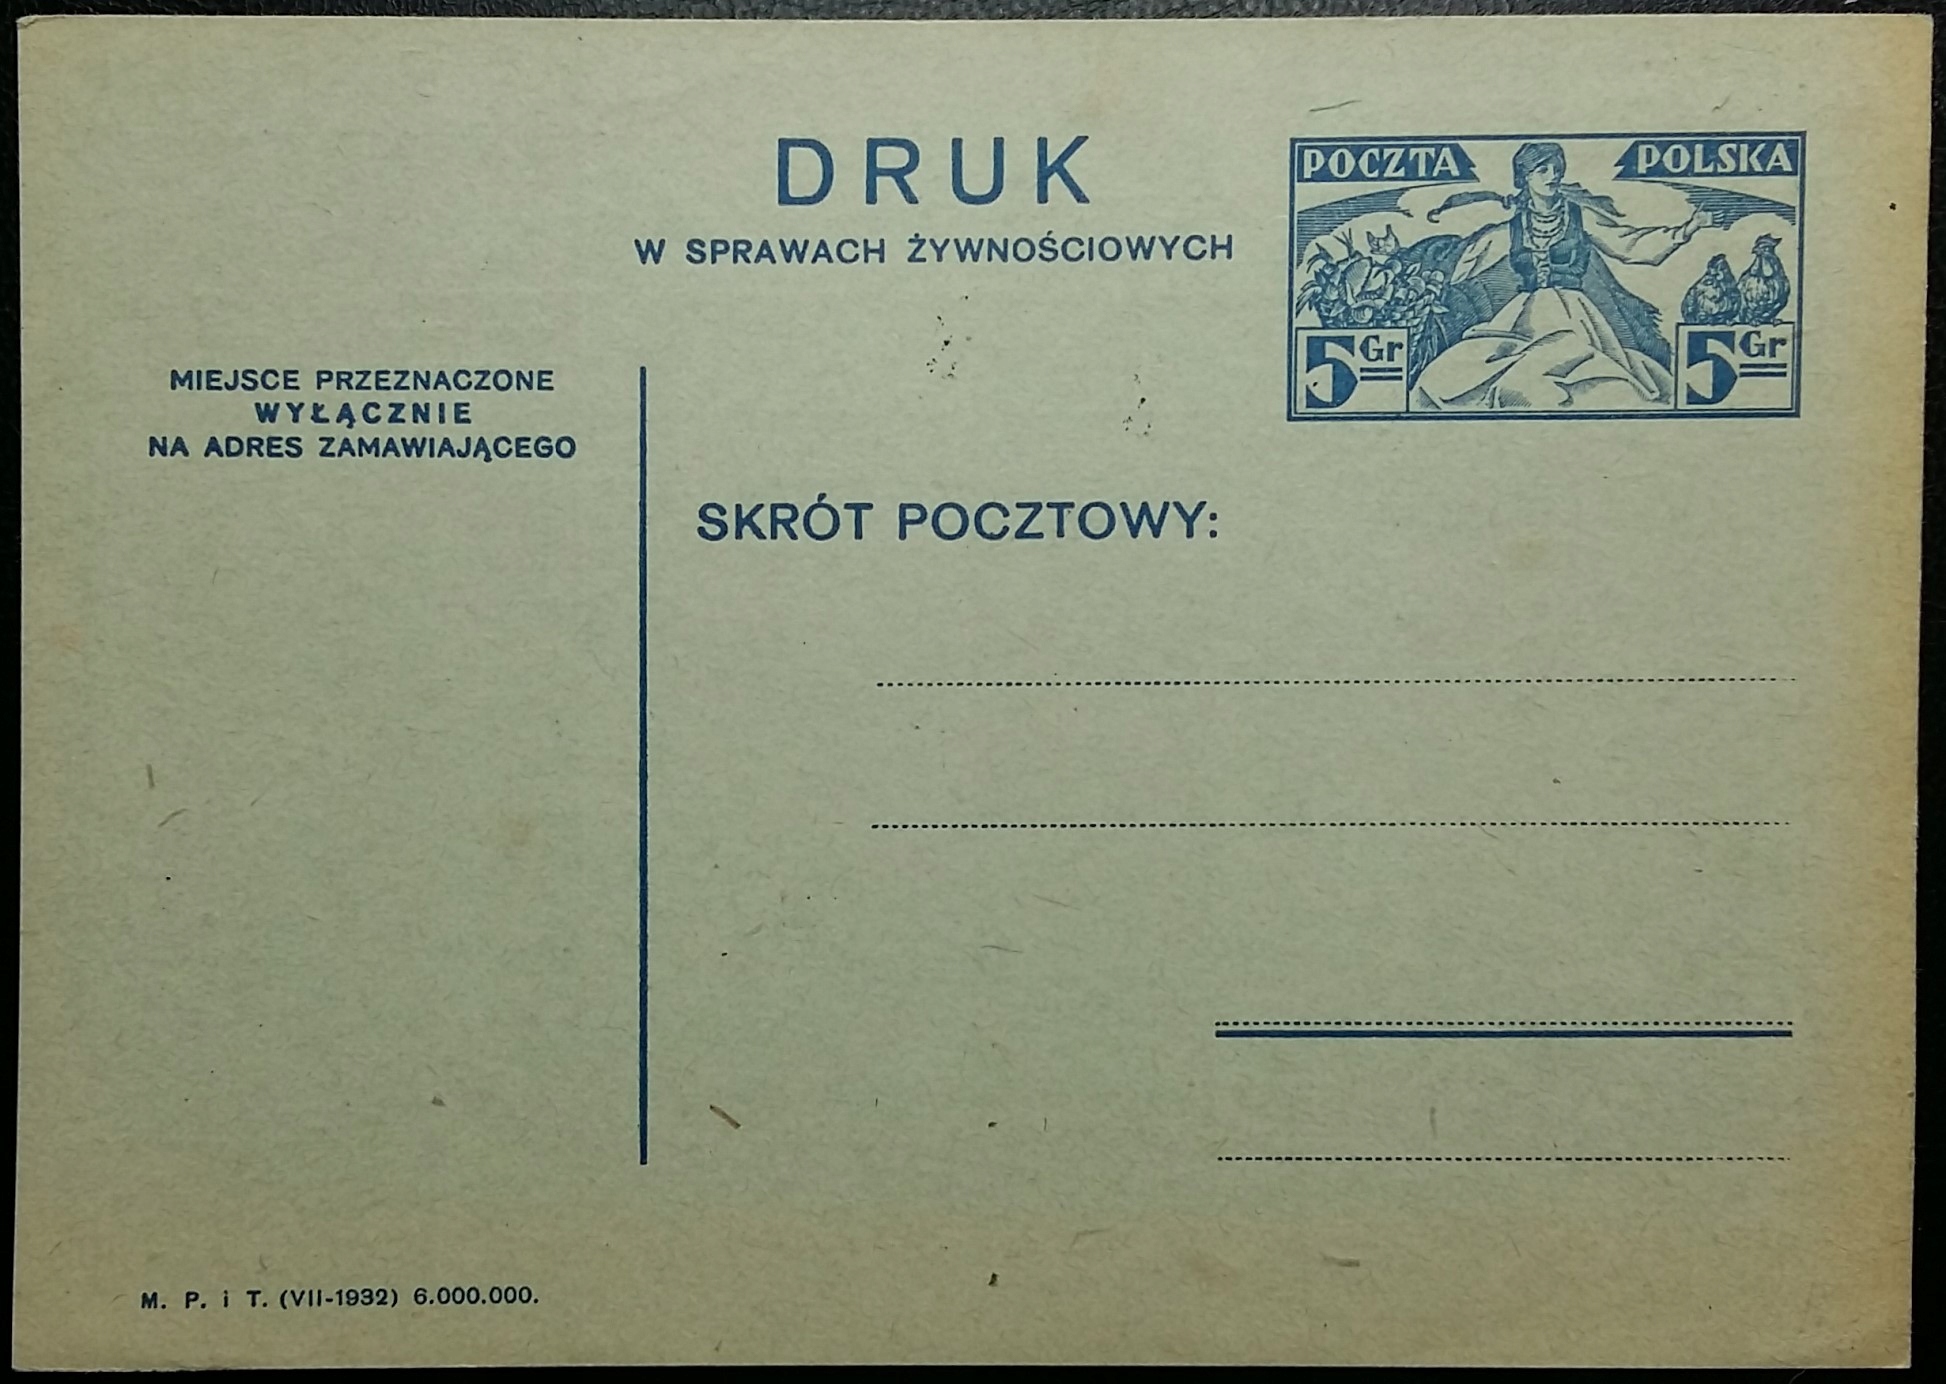 DRUK
W SPRAWACH ŻYWNOŚCIOWYCH
POCZTA POLSKA
5 Gr 5 Gr
MIEJSCE PRZEZNACZONE
WYŁĄCZNIE
NA ADRES ZAMAWIAJĄCEGO
SKRÓT POCZTOWY:
M. P. i T. (VII-1932) 6.000.000.